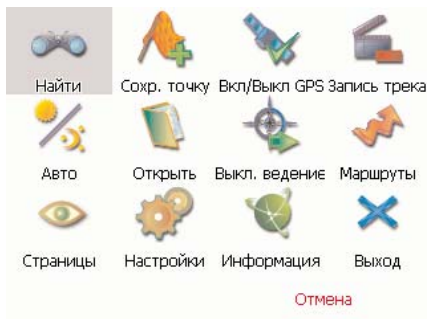 Найти Сохр. точку Вкл/Выкл GPS Запись трека
Авто Открыть Выкл. ведение Маршруты
Страницы Настройки Информация Выход
Отмена